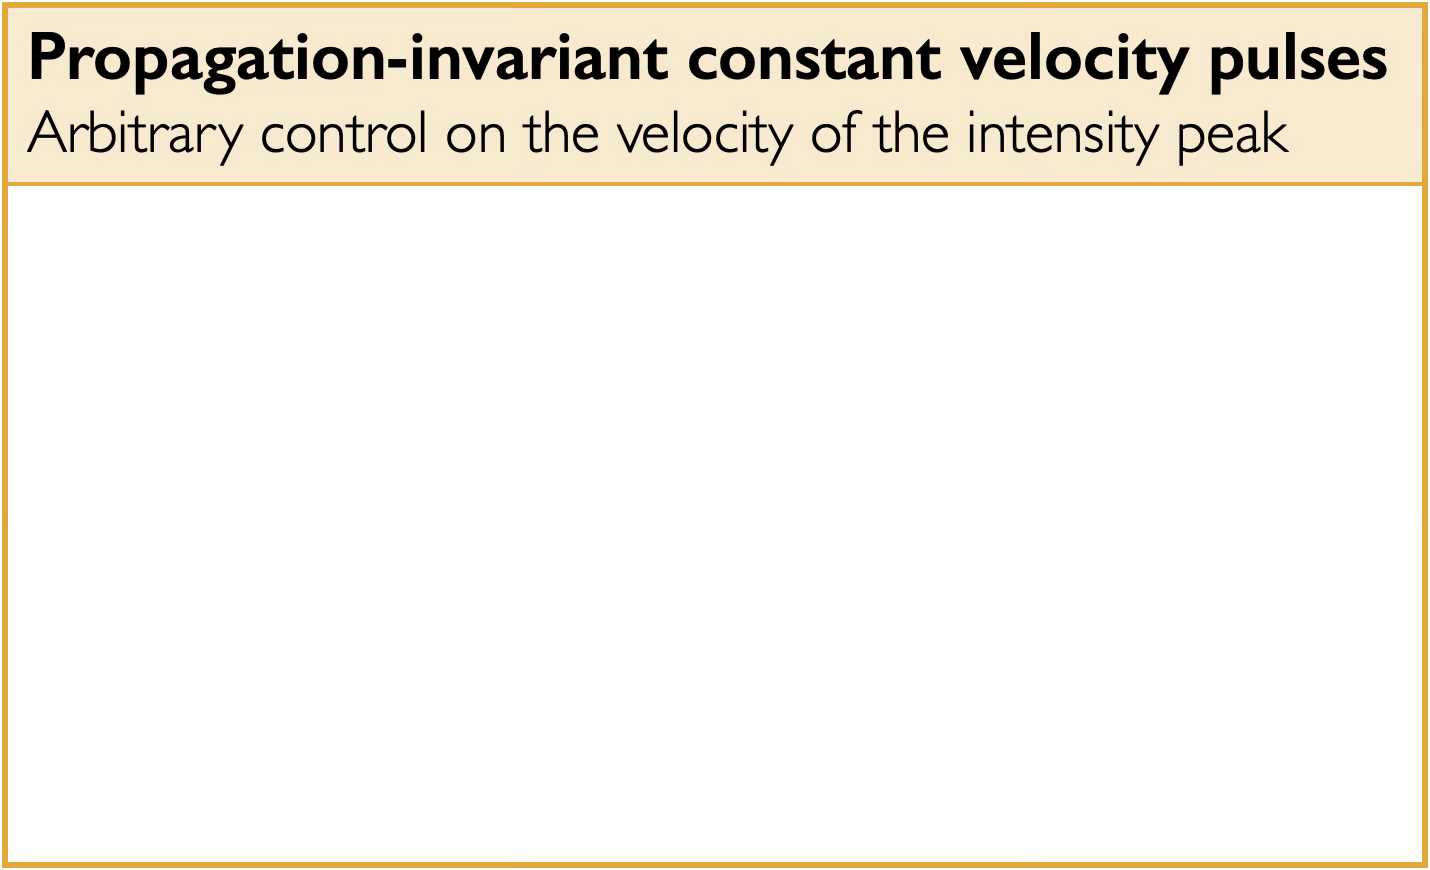 Propagation-invariant constant velocity pulses
Arbitrary control on the velocity of the intensity peak